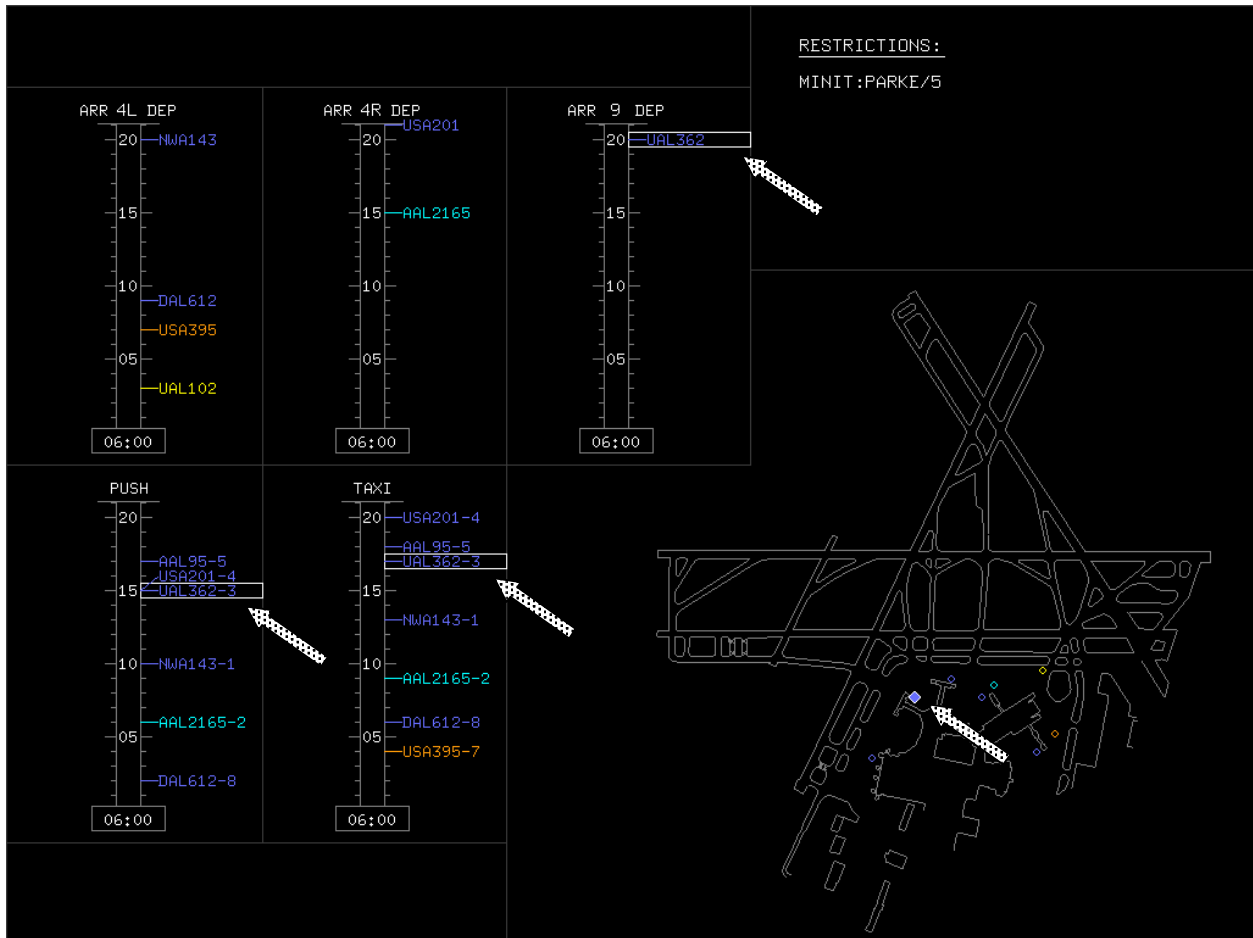 RESTRICTIONS:
MINIT:PARKE/5
ARR 4L DEP
20 NWA143
15
10
DAL612
USA395
05
UAL102
06:00
ARR 4R DEP
USA201
20
15 AAL2165
10
05
06:00
ARR 9 DEP
20 UAL362
15
10
05
06:00
PUSH
20
AAL95-5
USA201-4
15 UAL362-3
10 NWA143-1
AAL2165-2
05
DAL612-8
06:00
TAXI
20 USA201-4
AAL95-5
UAL362-3
15
NWA143-1
10
AAL2165-2
DAL612-8
05
USA395-7
06:00